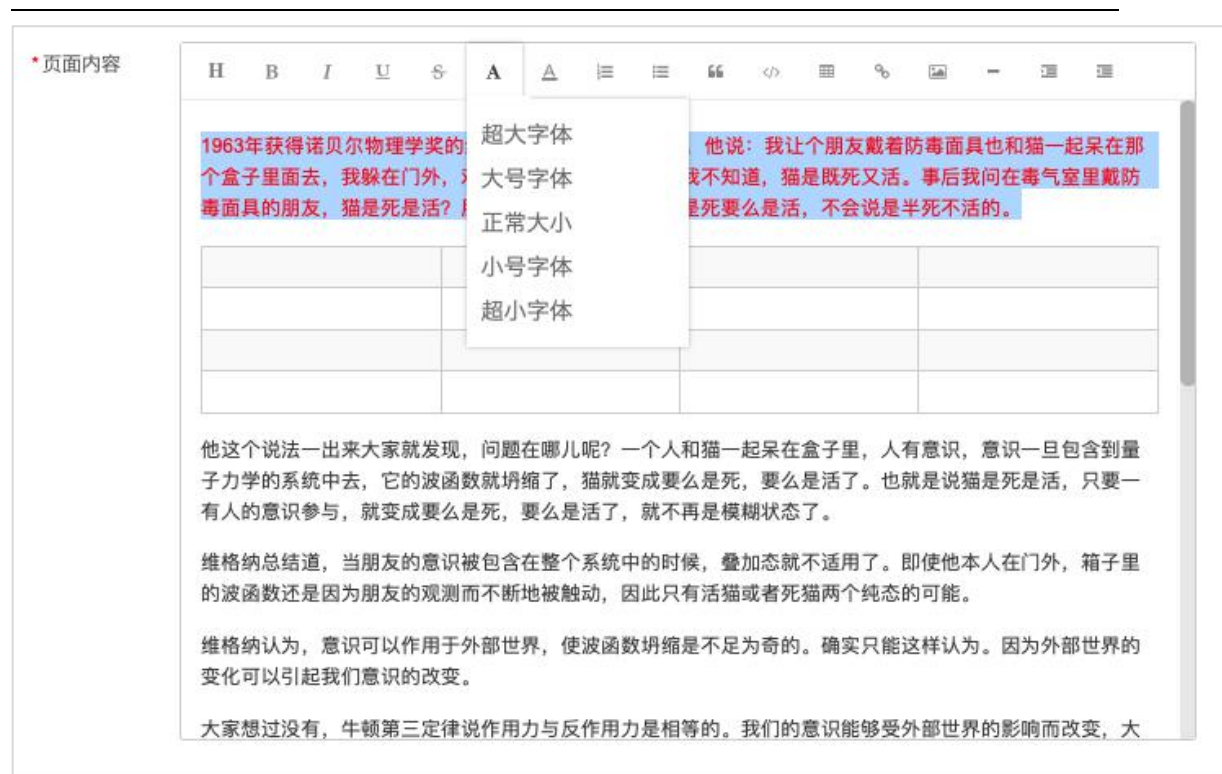 *页面内容
H B I U S A A </>
超大字体
大号字体
正常大小
小号字体
超小字体
1963年获得诺贝尔物理学奖的 他说：我让个朋友戴着防毒面具也和猫一起呆在那
个盒子里面去，我躲在门外， 我不知道，猫是既死又活。事后我问在毒气室里戴防
毒面具的朋友，猫是死是活？ 是死要么是活，不会说是半死不活的。
他这个说法一出来大家就发现，问题在哪儿呢？一个人和猫一起呆在盒子里，人有意识，意识一旦包含到量
子力学的系统中去，它的波函数就坍缩了，猫就变成要么是死，要么是活了。也就是说猫是死是活，只要一
有人的意识参与，就变成要么是死，要么是活了，就不再是模糊状态了。
维格纳总结道，当朋友的意识被包含在整个系统中的时候，叠加态就不适用了。即使他本人在门外，箱子里
的波函数还是因为朋友的观测而不断地被触动，因此只有活猫或者死猫两个纯态的可能。
维格纳认为，意识可以作用于外部世界，使波函数坍缩是不足为奇的。确实只能这样认为。因为外部世界的
变化可以引起我们意识的改变。
大家想过没有，牛顿第三定律说作用力与反作用力是相等的。我们的意识能够受外部世界的影响而改变，大